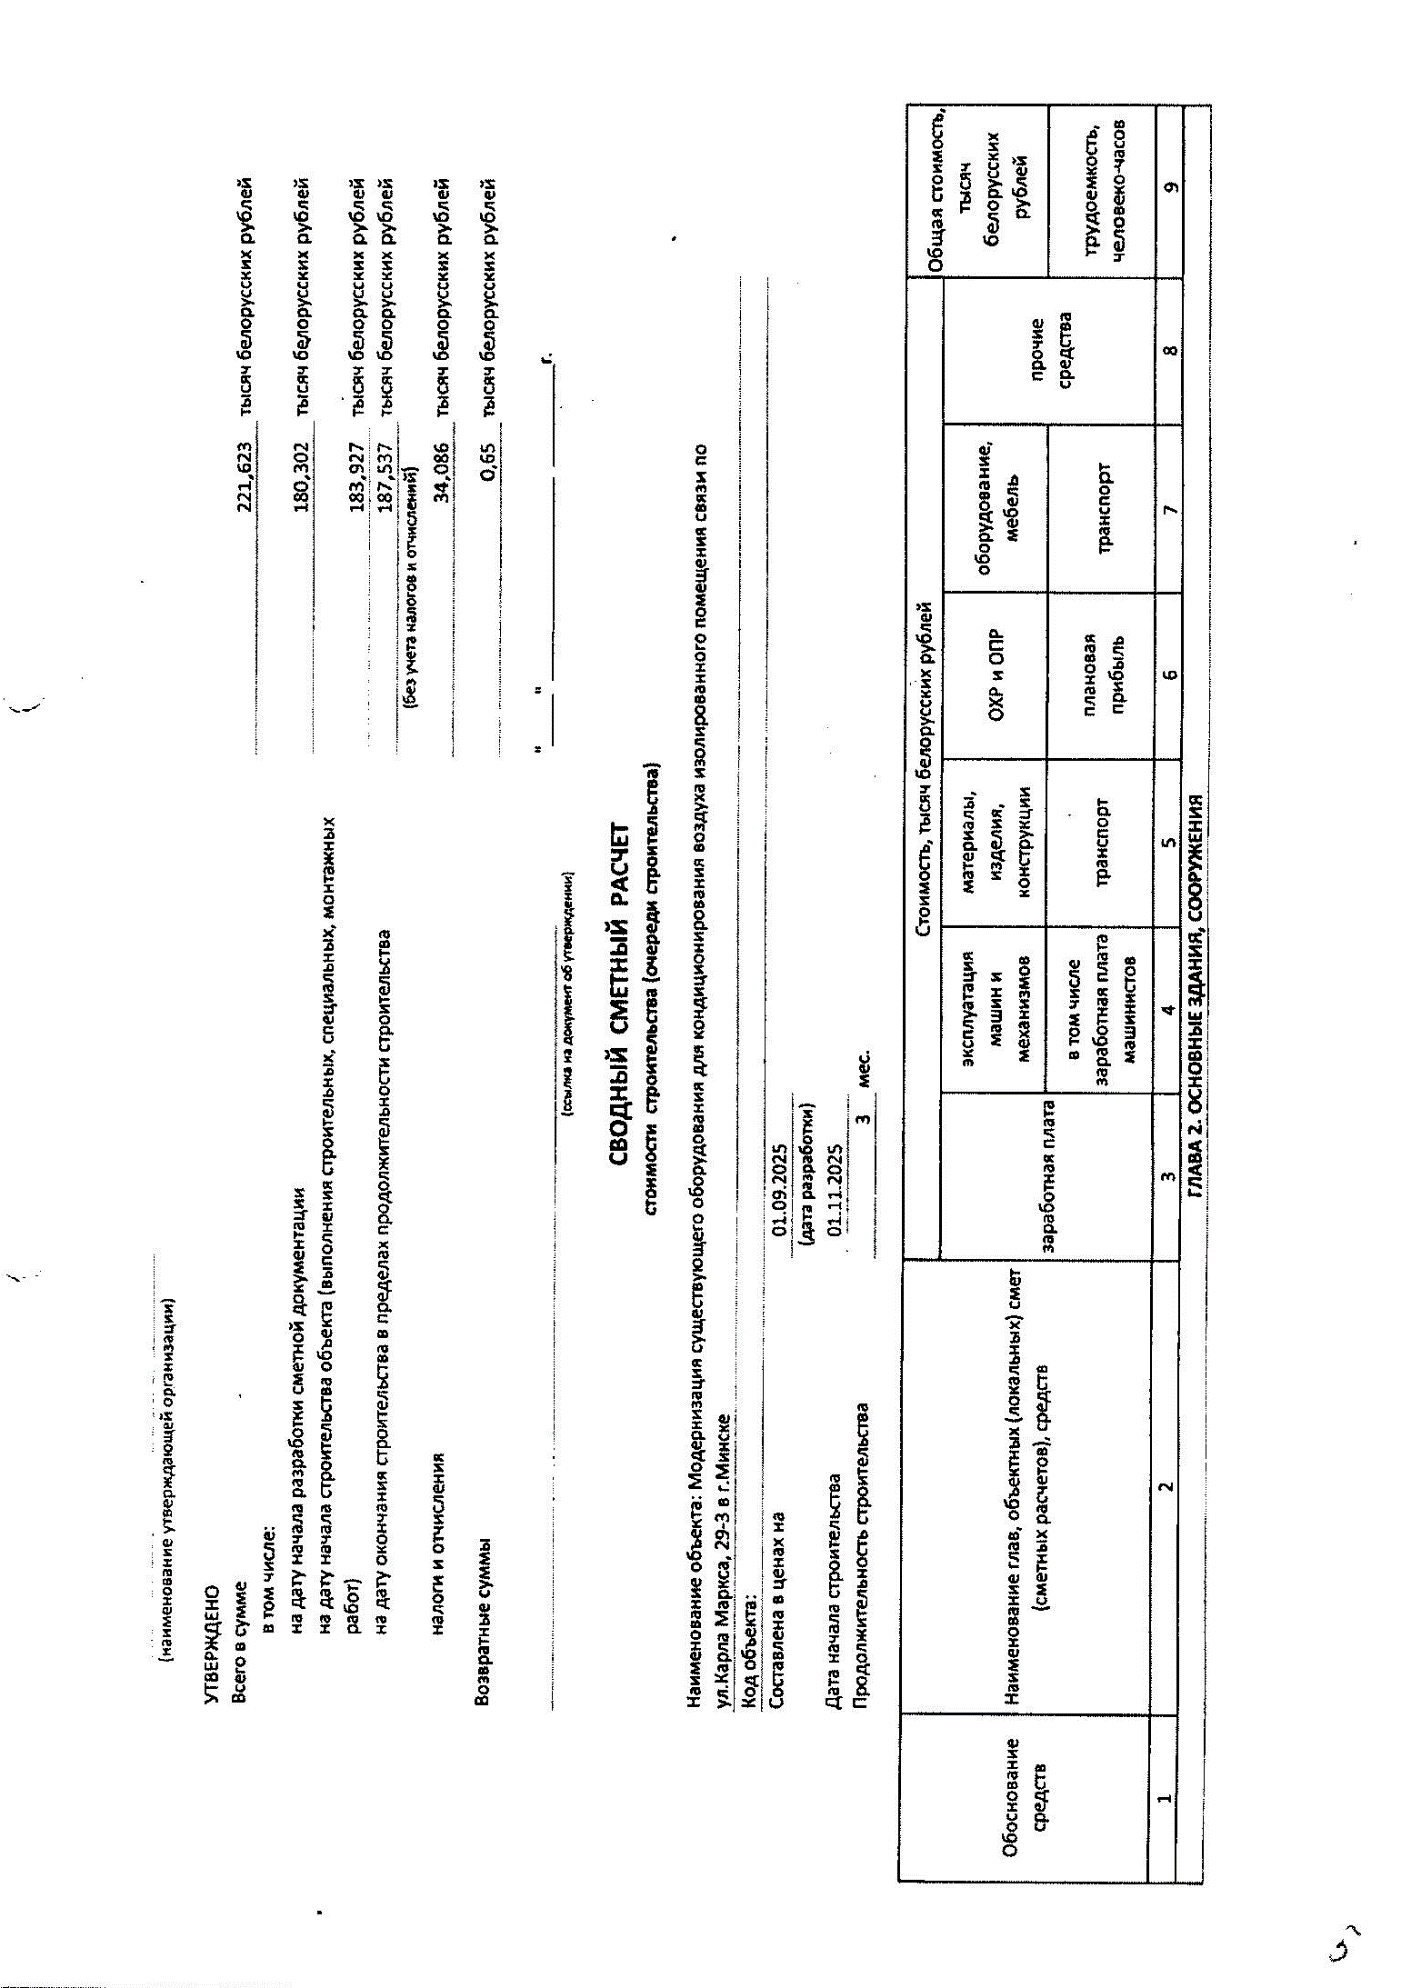 (наименование утверждающей организации)
УТВЕРЖДЕНО
Всего в сумме 221,623 тысяч белорусских рублей
в том числе:
на дату начала разработки сметной документации 180,302 тысяч белорусских рублей
на дату начала строительства объекта (выполнения строительных, специальных, монтажных
работ) 183,927 тысяч белорусских рублей
на дату окончания строительства в пределах продолжительности строительства 187,537 тысяч белорусских рублей
(без учета налогов и отчислений)
налоги и отчисления 34,086 тысяч белорусских рублей
Возвратные суммы 0,65 тысяч белорусских рублей
" " г.
(ссылка на документ об утверждении)
СВОДНЫЙ СМЕТНЫЙ РАСЧЕТ
стоимости строительства (очереди строительства)
Наименование объекта: Модернизация существующего оборудования для кондиционирования воздуха изолированного помещения связи по
ул.Карла Маркса, 29-3 в г.Минске
Код объекта:
Составлена в ценах на 01.09.2025
(дата разработки)
Дата начала строительства 01.11.2025
Продолжительность строительства 3 мес.
Обоснование
средств
Наименование глав, объектных (локальных) смет
(сметных расчетов), средств
Стоимость, тысяч белорусских рублей
заработная плата
эксплуатация
машин и
механизмов
в том числе
заработная плата
машинистов
материалы,
изделия,
конструкции
транспорт
ОХР и ОПР
плановая
прибыль
оборудование,
мебель
транспорт
прочие
средства
Общая стоимость,
тысяч
белорусских
рублей
трудоемкость,
человеко-часов
1 2 3 4 5 6 7 8 9
ГЛАВА 2. ОСНОВНЫЕ ЗДАНИЯ, СООРУЖЕНИЯ